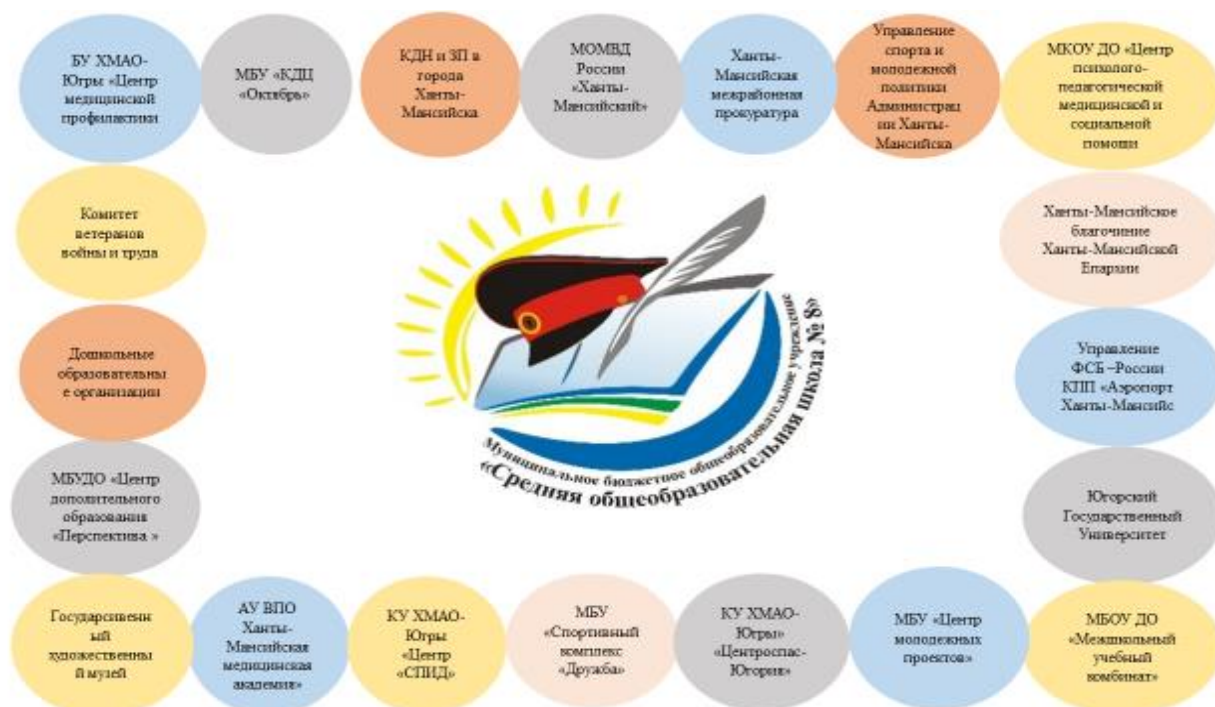 БУ ХМАО-
Югры «Центр
медицинской
профилактики
МБУ «КДЦ
«Октябрь»
КДН и ЗП в
города
Ханты-
Мансийска
МОМВД
России
«Ханты-
Мансийский»
Ханты-
Мансийская
межрайонная
прокуратура
Управление
спорта и
молодежной
политики
Администрац
ии Ханты-
Мансийска
МКОУ ДО «Центр
психолого-
педагогической
медицинской и
социальной
помощи
Комитет
ветеранов
войны и труда
Ханты-Мансийское
благочиние
Ханты-Мансийской
Епархии
Дошкольные
образовательны
е организации
Управление
ФСБ –России
КПП «Аэропорт
Ханты-Мансийс
Муниципальное бюджетное общеобразовательное учреждение
«Средняя общеобразовательная школа № 8»
МБУДО «Центр
дополительного
образования
«Перспектива »
Югорский
Государственный
Университет
Государсивенн
ый
художественны
й музей
АУ ВПО
Ханты-
Мансийская
медицинская
академия»
КУ ХМАО-
Югры
«Центр
«СПИД»
МБУ
«Спортивный
комплекс
«Дружба»
КУ ХМАО-
Югры»
«Центроспас-
Югория»
МБУ «Центр
молодежных
проектов»
МБОУ ДО
«Межшкольный
учебный
комбинат»